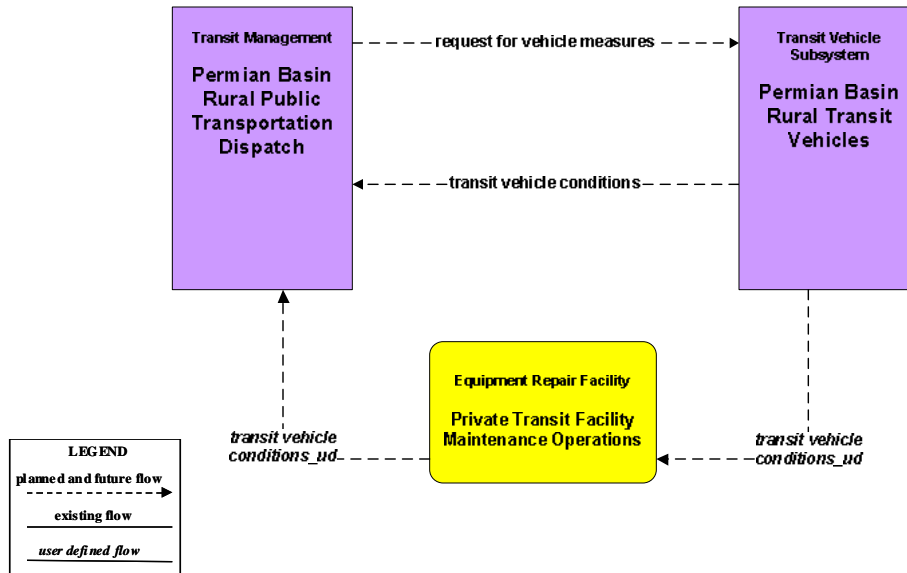 Transit Management
Permian Basin
Rural Public
Transportation
Dispatch
request for vehicle measures
Transit Vehicle
Subsystem
Permian Basin
Rural Transit
Vehicles
transit vehicle conditions
Equipment Repair Facility
Private Transit Facility
Maintenance Operations
transit vehicle
conditions_ud
transit vehicle
conditions_ud
LEGEND
planned and future flow
existing flow
user defined flow